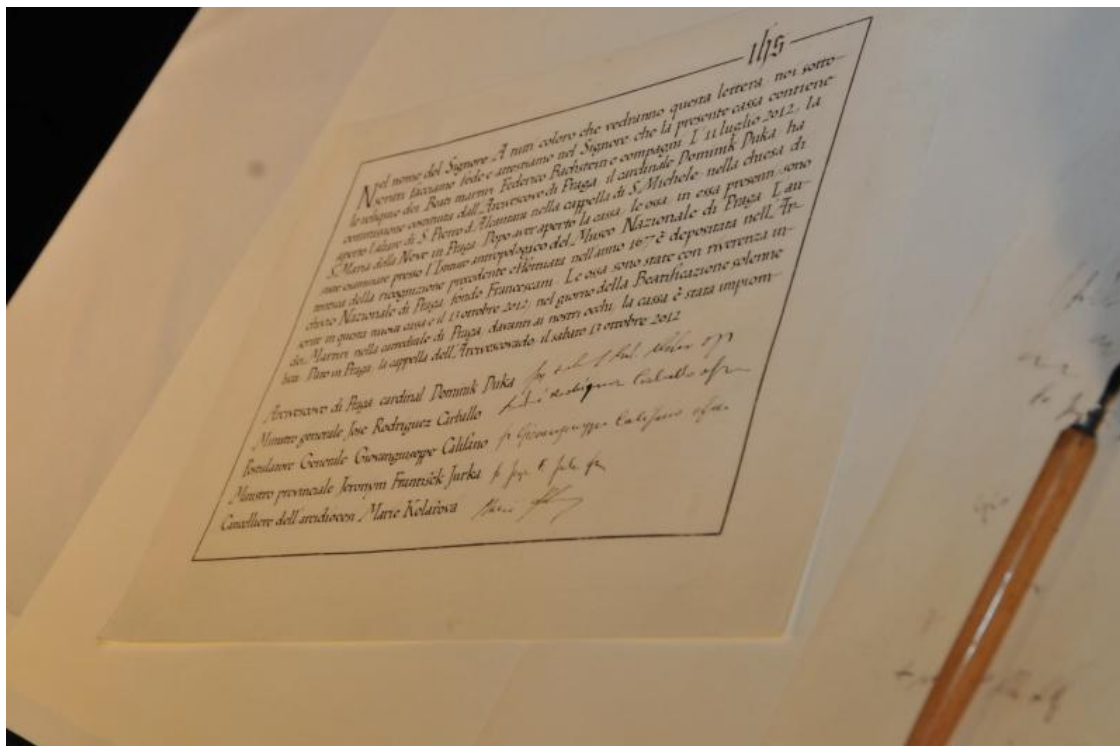 ihs
Nel nome del Signore. A tutti coloro che vedranno questa lettera, noi sotto-
scritti facciamo fede e attestiamo nel Signore che la presente cassa contiene
le reliquie dei Beati martiri Federico Bachstein e compagni. L'11 luglio 2012, la
commissione costituita dall'Arcivescovo di Praga, il cardinale Dominik Duka, ha
aperto l'altare di S. Pietro d'Alcantara nella cappella di S. Michele nella chiesa di
S. Maria della Neve in Praga. Dopo aver aperto la cassa, le ossa, in essa presenti, sono
state esaminate presso l'Istituto antropologico del Museo Nazionale di Praga. L'au-
tentica della ricognizione precedente effettuata nell'anno 1677 è depositata nell'Ar-
chivio Nazionale di Praga, fondo Francescani. Le ossa sono state con riverenza in-
serite in questa nuova cassa e il 13 ottobre 2012, nel giorno della Beatificazione solenne
dei Martiri nella cattedrale di Praga, davanti ai nostri occhi, la cassa è stata impiom-
bata. Dato in Praga, la cappella dell'Arcivescovado, il sabato 13 ottobre 2012
Arcivescovo di Praga cardinal Dominik Duka
Ministro generale Jose Rodriguez Carballo
Postulatore Generale Giovangiuseppe Califano
Ministro provinciale Jeronym František Jurka
Cancelliere dell'arcidiocesi Marie Kolářova